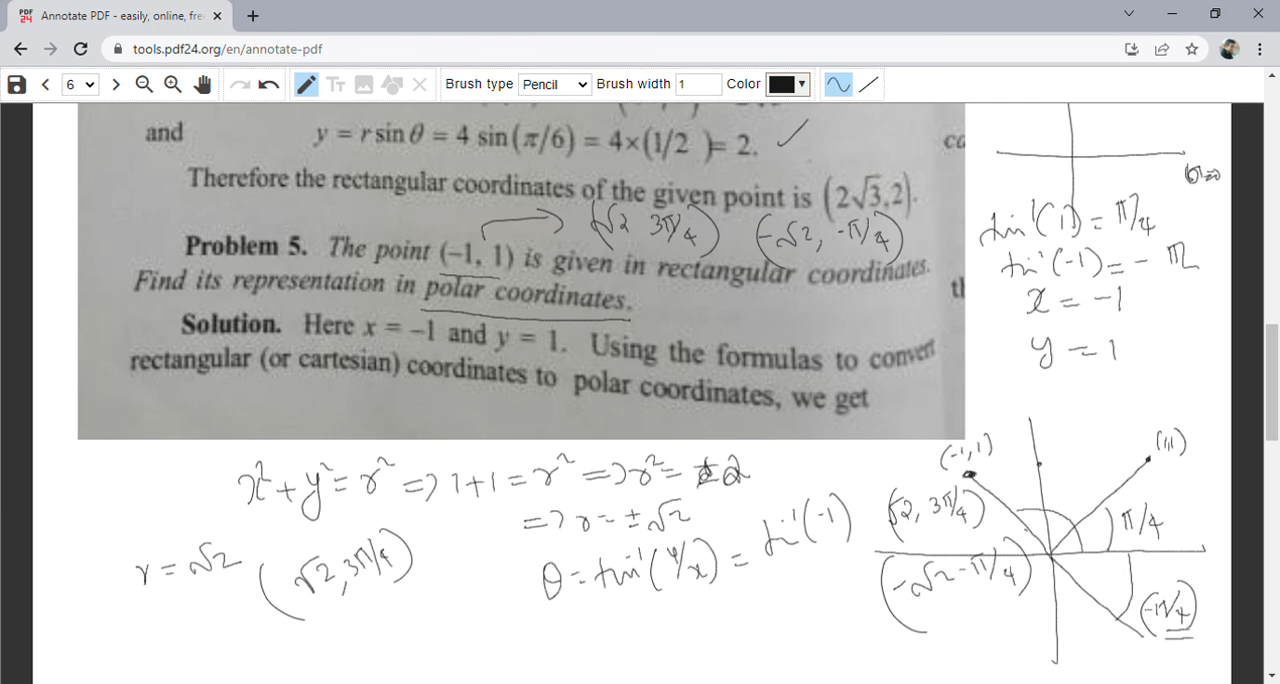 Annotate PDF - easily, online, fre
tools.pdf24.org/en/annotate-pdf
6
Brush type Pencil Brush width 1 Color
and y = r sin θ = 4 sin(π/6) = 4×(1/2 )= 2. ✓
Therefore the rectangular coordinates of the given point is (2√3,2).
(√2 3π/4) (-√2, -π/4)
Problem 5. The point (−1, 1) is given in rectangular coordinates.
Find its representation in polar coordinates.
Solution. Here x = −1 and y = 1. Using the formulas to convert
rectangular (or cartesian) coordinates to polar coordinates, we get
tan⁻¹(1) = π/4
x = -1
y = 1
x² + y² = r² => 1+1 = r² => r² = 2
=> r = ±√2
θ = tan⁻¹(y/x) = tan⁻¹(-1)
r = √2 (√2, 3π/4)
(-1,1) (1,1)
(√2, 3π/4) π/4
(-√2 -π/4) (-π/4)